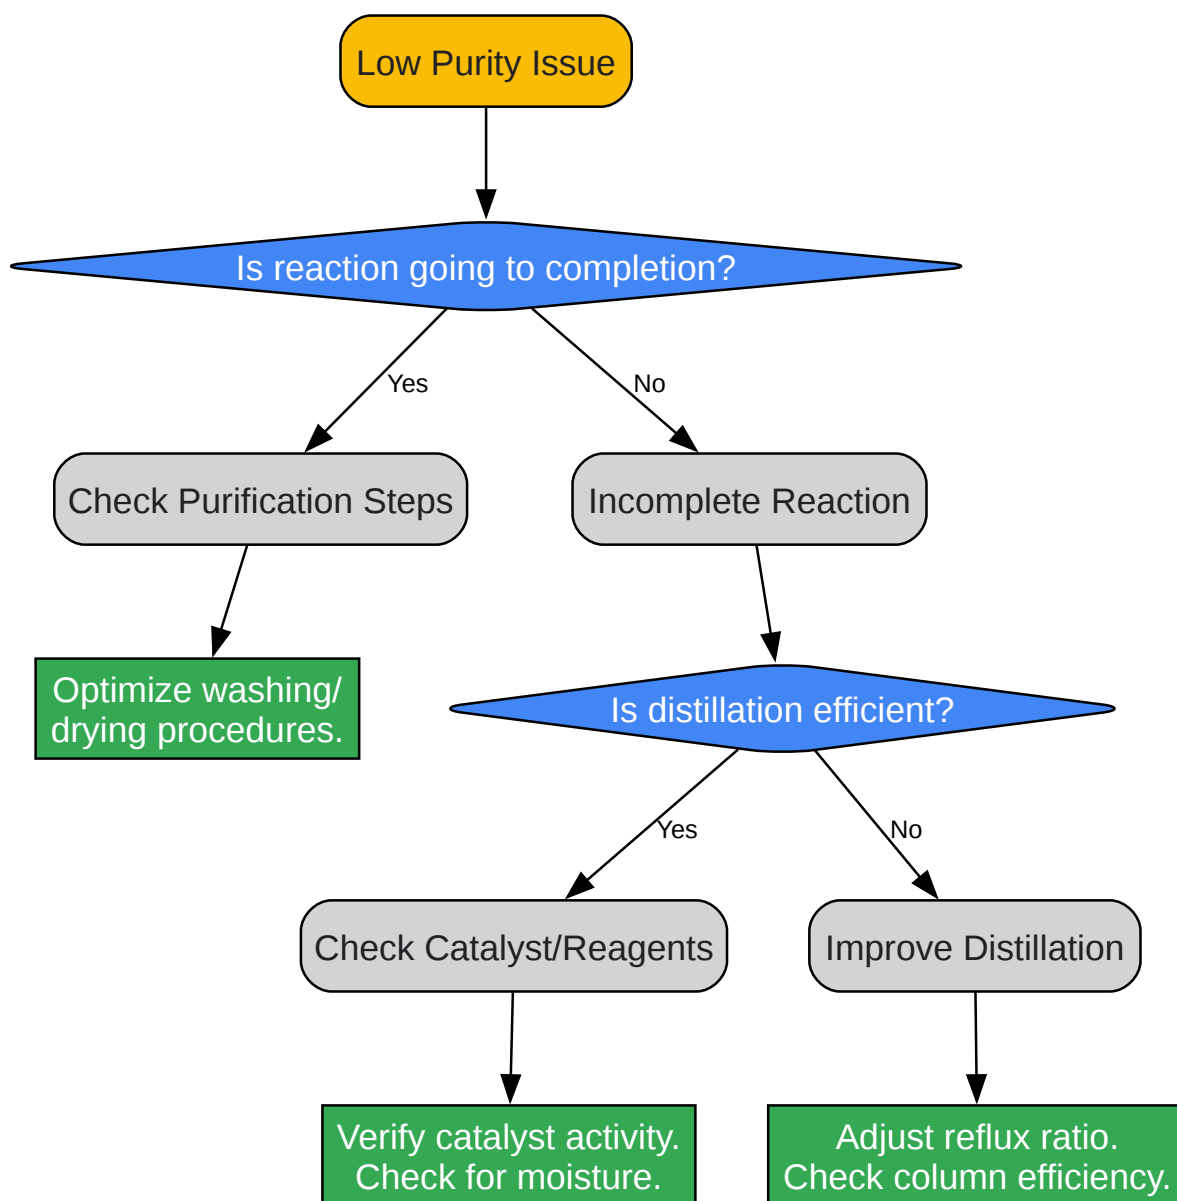 Low Purity Issue
Is reaction going to completion?
Yes
No
Check Purification Steps
Incomplete Reaction
Optimize washing/
drying procedures.
Is distillation efficient?
Yes
No
Check Catalyst/Reagents
Improve Distillation
Verify catalyst activity.
Check for moisture.
Adjust reflux ratio.
Check column efficiency.